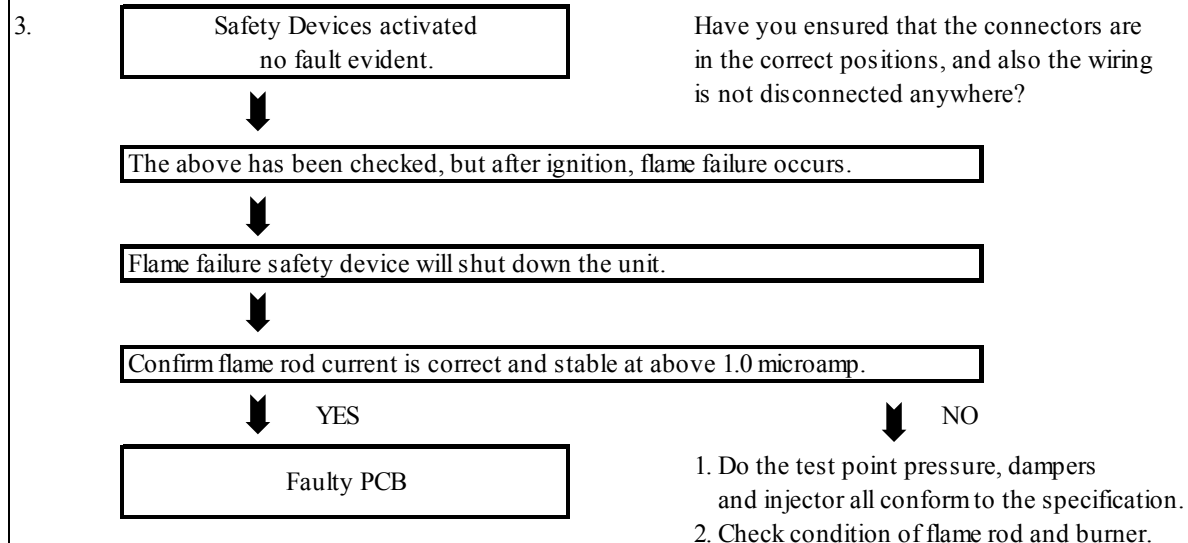 3.
Safety Devices activated
no fault evident.
Have you ensured that the connectors are
in the correct positions, and also the wiring
is not disconnected anywhere?
The above has been checked, but after ignition, flame failure occurs.
Flame failure safety device will shut down the unit.
Confirm flame rod current is correct and stable at above 1.0 microamp.
YES
NO
Faulty PCB
1. Do the test point pressure, dampers
and injector all conform to the specification.
2. Check condition of flame rod and burner.